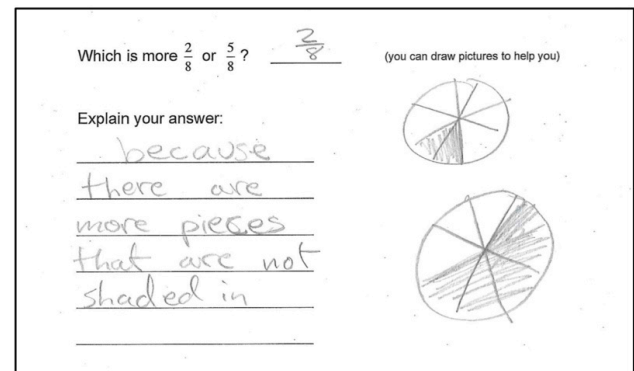 Which is more 2/8 or 5/8 ? 2/8
(you can draw pictures to help you)
Explain your answer:
because
there are
more pieces
that are not
shaded in